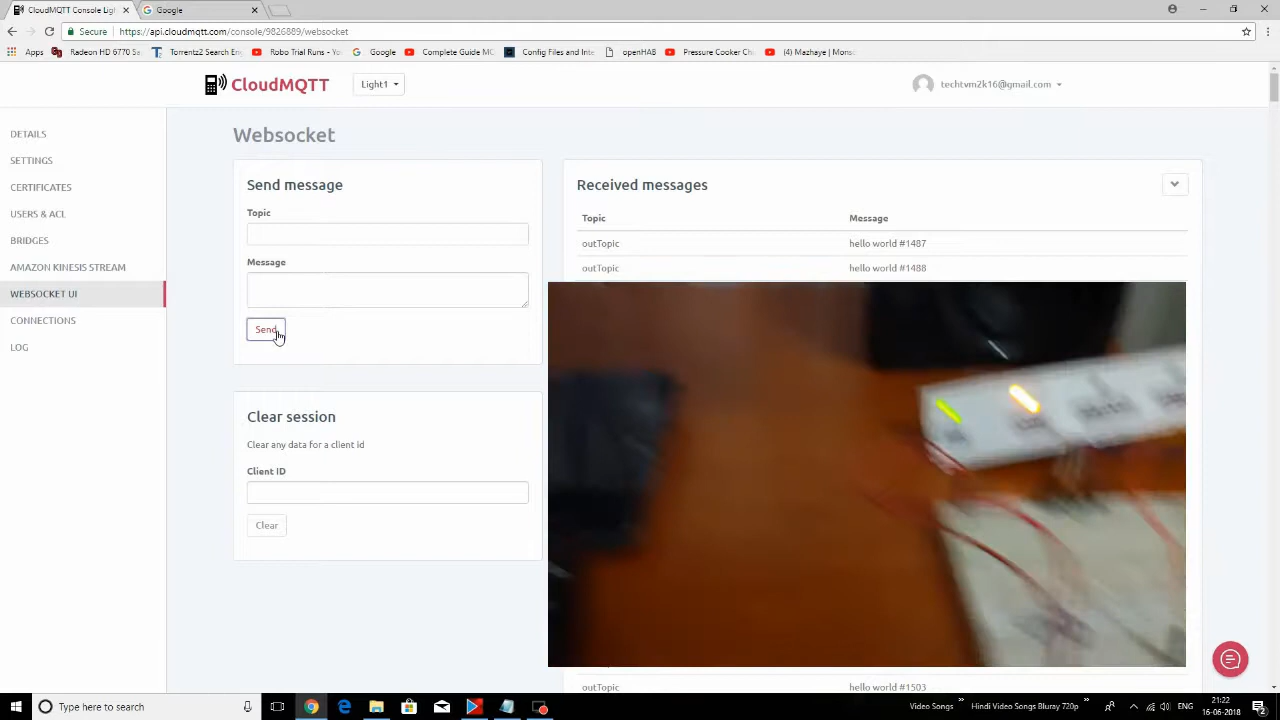 CloudMQTT Light1
Google
Secure https://api.cloudmqtt.com/console/9826889/websocket
Apps
Radeon HD 6770 Se
Torrentz Search Eng
Robo Trial Runs - Yo
Google
Complete Guide MC
Config Files and Inte
openHAB
Pressure Cooker Ch
(4) Mazhaye | Mons
CloudMQTT
Light1
techtvm2k16@gmail.com
DETAILS
SETTINGS
CERTIFICATES
USERS & ACL
BRIDGES
AMAZON KINESIS STREAM
WEBSOCKET UI
CONNECTIONS
LOG
Websocket
Send message
Topic
Message
Send
Clear session
Clear any data for a client id
Client ID
Clear
Received messages
Topic Message
outTopic hello world #1487
outTopic hello world #1488
outTopic hello world #1503
Type here to search
Video Songs
Hindi Video Songs Bluray 720p
ENG
21:22
16-06-2018